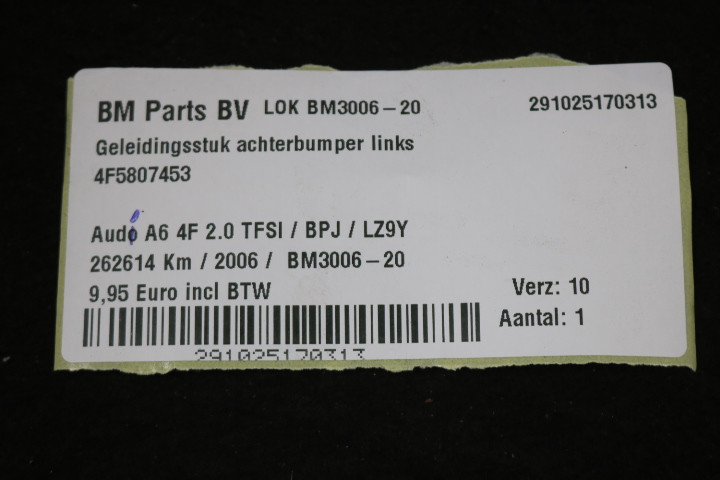 BM Parts BV LOK BM3006-20 291025170313
Geleidingsstuk achterbumper links
4F5807453
Audi A6 4F 2.0 TFSI / BPJ / LZ9Y
262614 Km / 2006 / BM3006-20
9,95 Euro incl BTW Verz: 10
Aantal: 1
291025170313